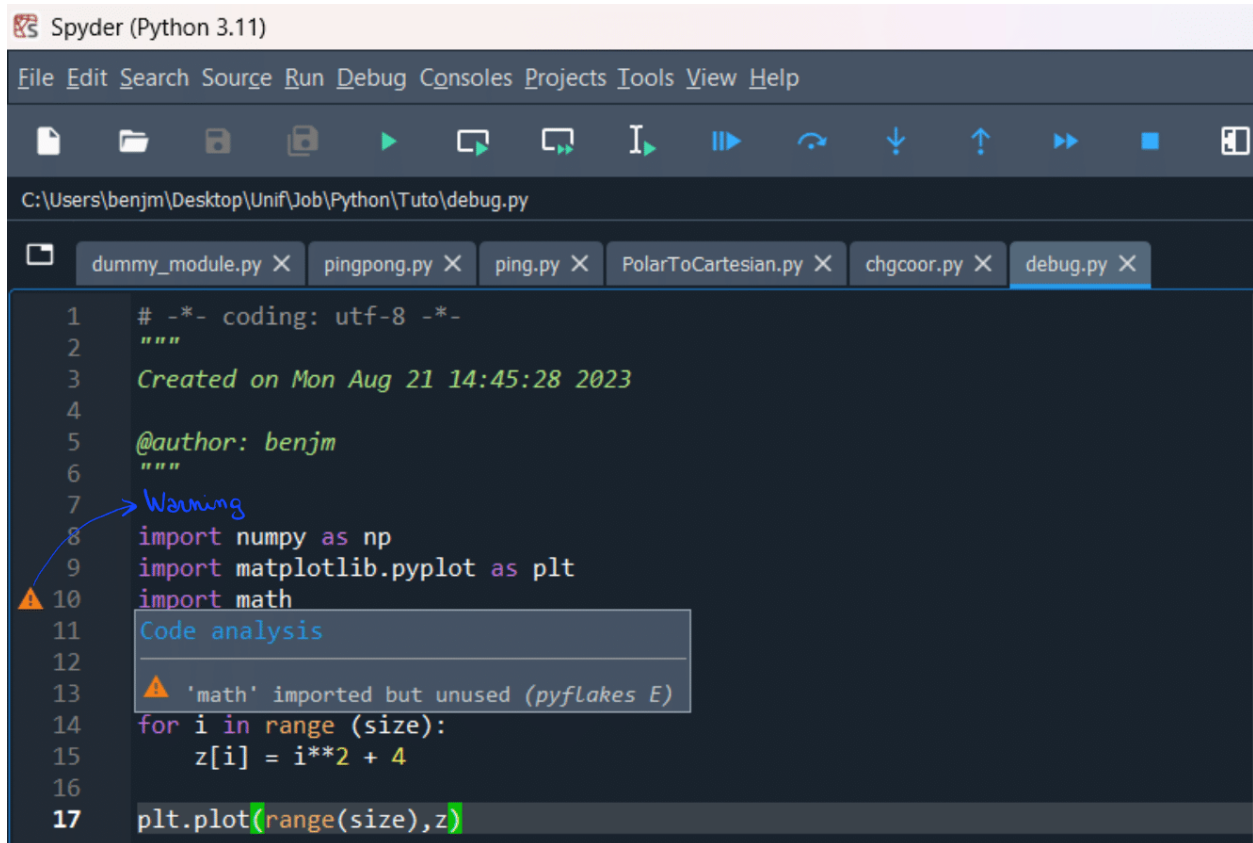 Spyder (Python 3.11)
File Edit Search Source Run Debug Consoles Projects Tools View Help
C:\Users\benjm\Desktop\Unif\Job\Python\Tuto\debug.py
dummy_module.py pingpong.py ping.py PolarToCartesian.py chgcoor.py debug.py
1 # -*- coding: utf-8 -*-
2 """
3 Created on Mon Aug 21 14:45:28 2023
4
5 @author: benjm
6 """
7 Warning
8 import numpy as np
9 import matplotlib.pyplot as plt
10 import math
11 Code analysis
12
13 'math' imported but unused (pyflakes E)
14 for i in range (size):
15     z[i] = i**2 + 4
16
17 plt.plot(range(size),z)